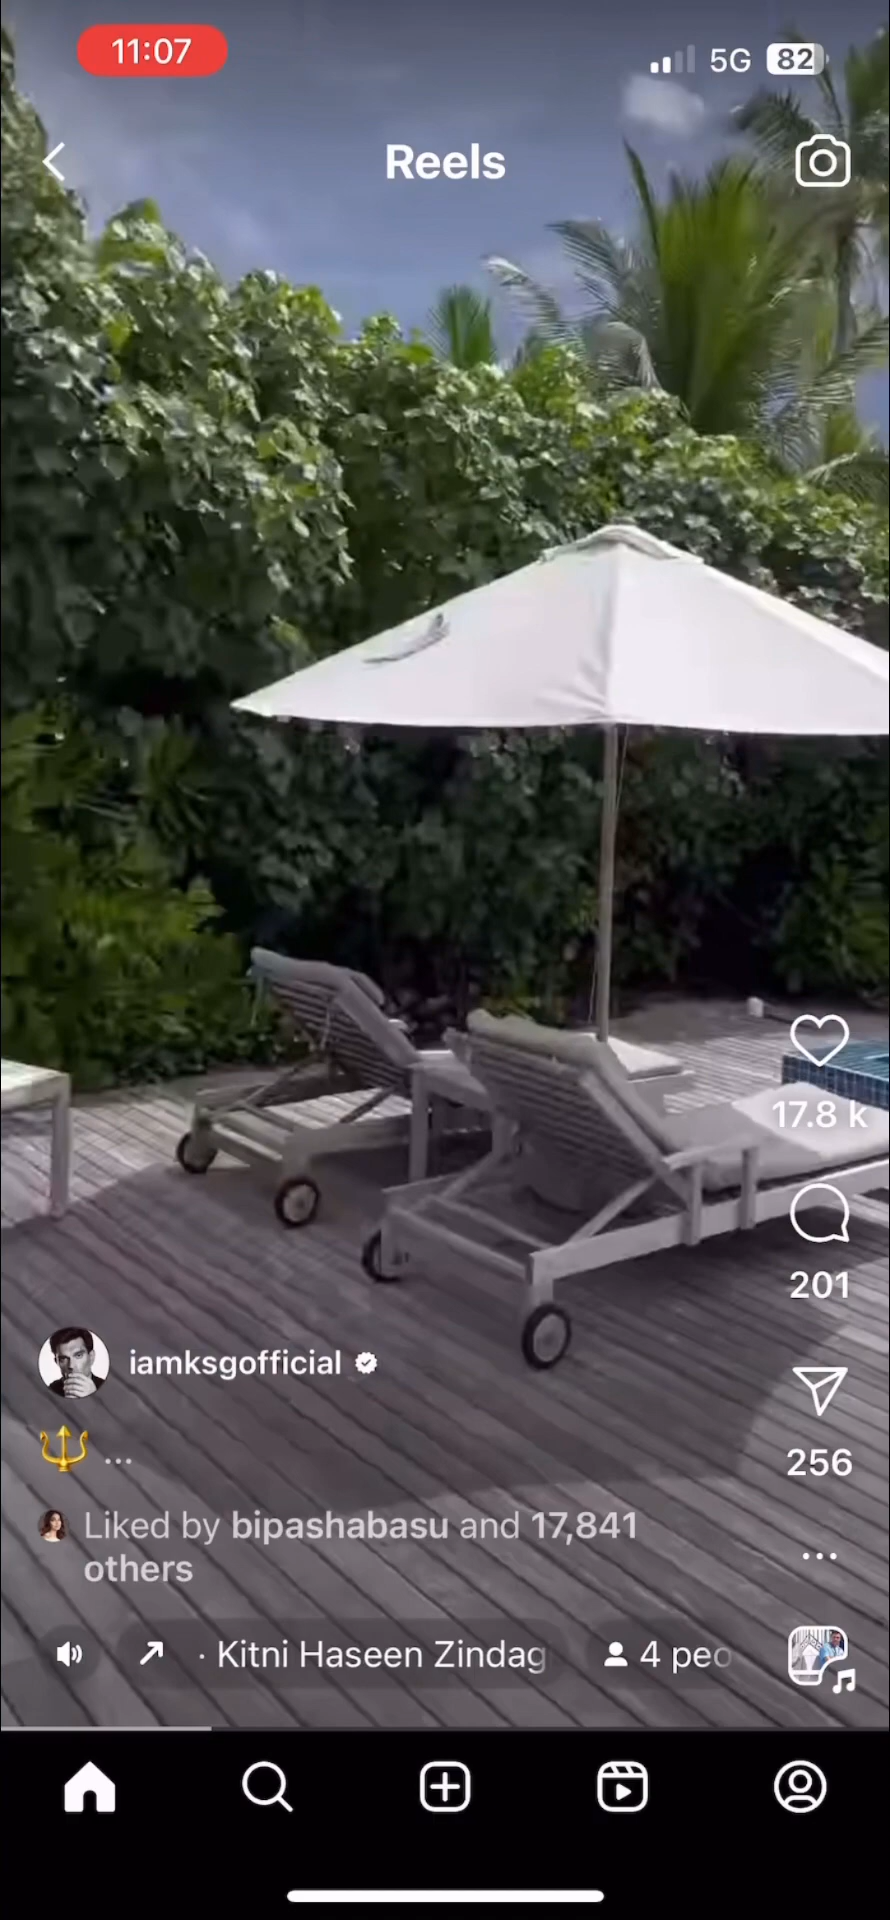 11:07
5G 82
Reels
17.8 k
201
iamksgofficial
256
...
Liked by bipashabasu and 17,841
others
· Kitni Haseen Zindag
4 peo